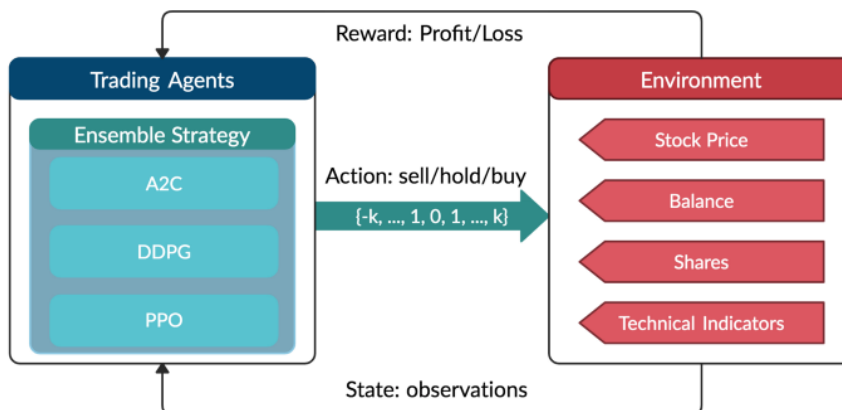 Reward: Profit/Loss
Trading Agents
Environment
Ensemble Strategy
A2C
DDPG
PPO
Action: sell/hold/buy
{-k, ..., 1, 0, 1, ..., k}
Stock Price
Balance
Shares
Technical Indicators
State: observations